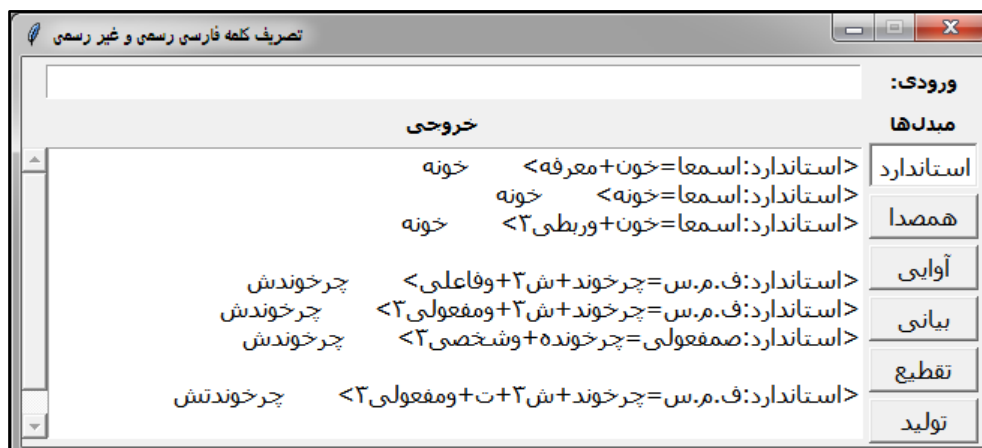 تصریف کلمه فارسی رسمی و غیر رسمی
ورودی:
مبدل‌ها
خروجی
استاندارد
همصدا
آوایی
بیانی
تقطیع
تولید
<استاندارد:اسمعا=خون+معرفه> خونه
<استاندارد:اسمعا=خونه> خونه
<استاندارد:اسمعا=خون+وربطی۳> خونه
<استاندارد:ف.م.س=چرخوند+ش۳+وفاعلی> چرخوندش
<استاندارد:ف.م.س=چرخوند+ش۳+ومفعولی۳> چرخوندش
<استاندارد:صمفعولی=چرخونده+وشخصی۳> چرخوندش
<استاندارد:ف.م.س=چرخوند+ش۳+ت+ومفعولی۳> چرخوندتش